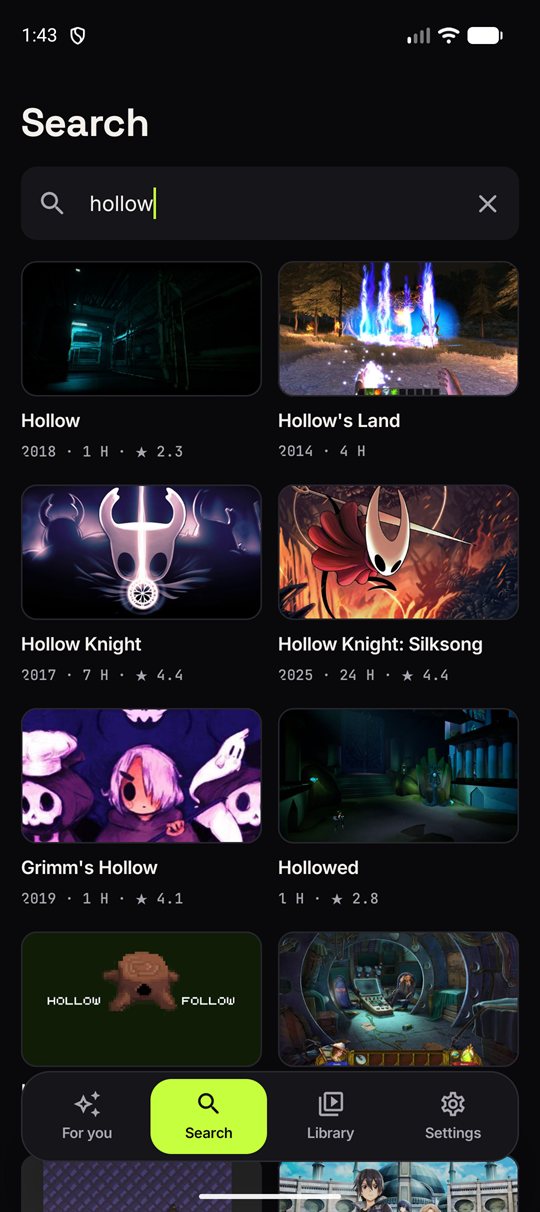 1:43
Search
hollow
Hollow
Hollow's Land
2018 · 1 H · ★ 2.3
2014 · 4 H
Hollow Knight
Hollow Knight: Silksong
2017 · 7 H · ★ 4.4
2025 · 24 H · ★ 4.4
Grimm's Hollow
Hollowed
2019 · 1 H · ★ 4.1
1 H · ★ 2.8
HOLLOW FOLLOW
For you
Search
Library
Settings